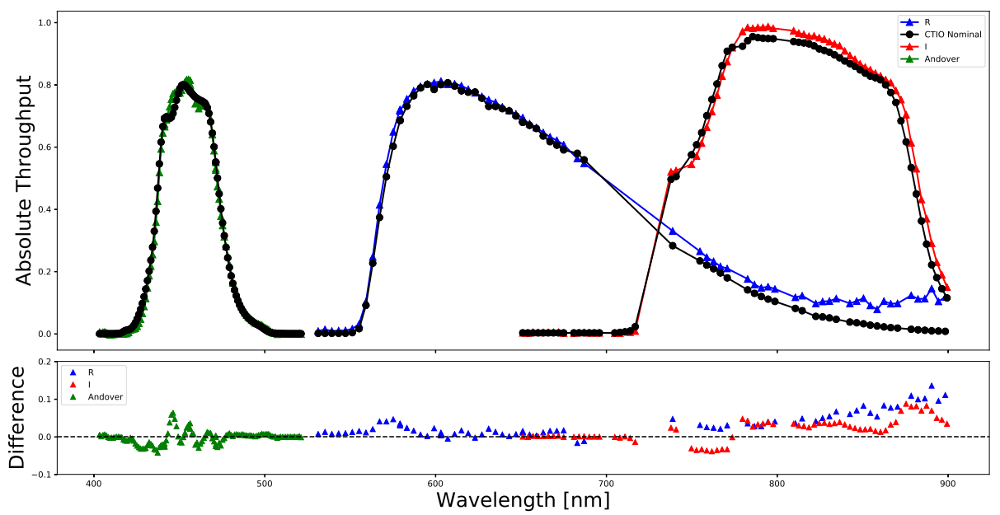 Absolute Throughput
1.0
0.8
0.6
0.4
0.2
0.0
R
CTIO Nominal
I
Andover
Difference
0.2
0.1
0.0
−0.1
R
I
Andover
400
500
600
700
800
900
Wavelength [nm]